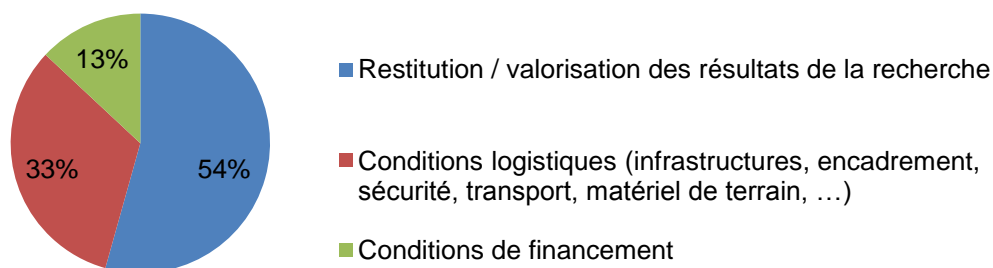 13%
33%
54%
Restitution / valorisation des résultats de la recherche
Conditions logistiques (infrastructures, encadrement,
sécurité, transport, matériel de terrain, …)
Conditions de financement